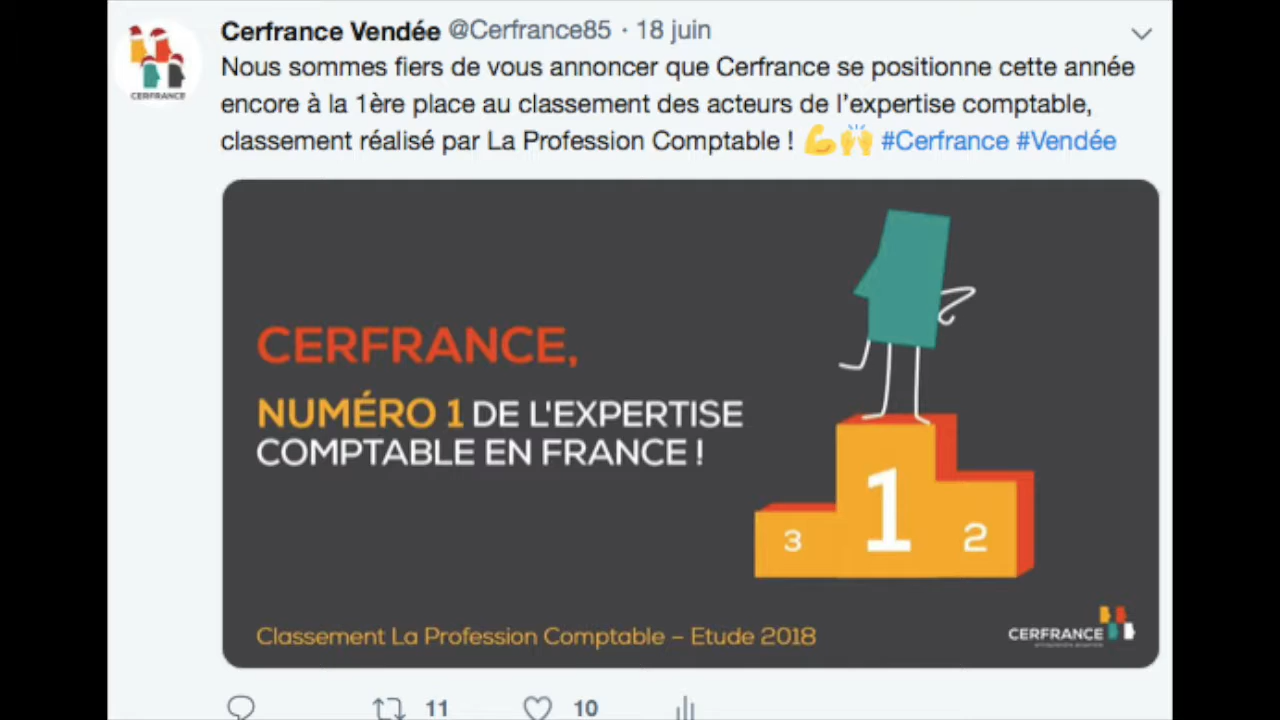 Cerfrance Vendée @Cerfrance85 · 18 juin
Nous sommes fiers de vous annoncer que Cerfrance se positionne cette année
encore à la 1ère place au classement des acteurs de l'expertise comptable,
classement réalisé par La Profession Comptable ! 💪🙌 #Cerfrance #Vendée
CERFRANCE
CERFRANCE,
NUMÉRO 1 DE L'EXPERTISE
COMPTABLE EN FRANCE !
3 1 2
Classement La Profession Comptable – Etude 2018
CERFRANCE
11 10